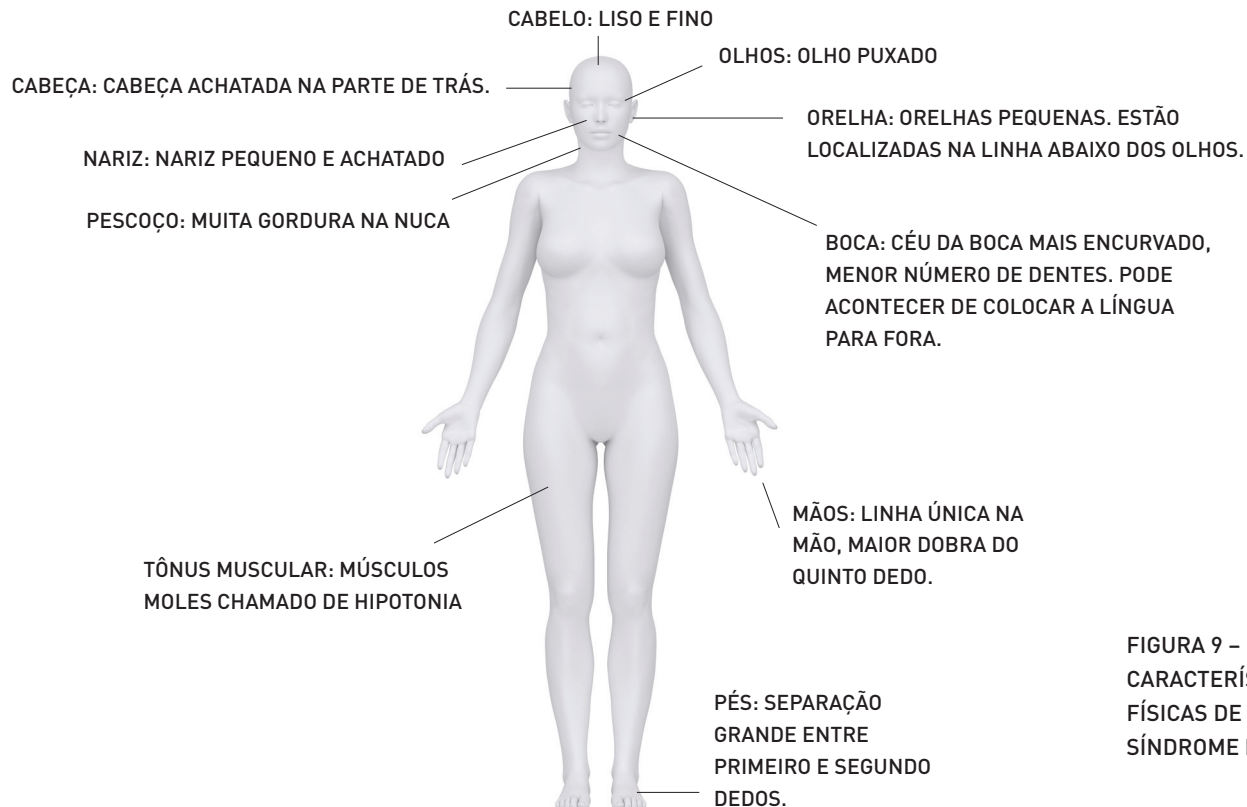 CABELO: LISO E FINO
OLHOS: OLHO PUXADO
CABEÇA: CABEÇA ACHATADA NA PARTE DE TRÁS.
ORELHA: ORELHAS PEQUENAS. ESTÃO
LOCALIZADAS NA LINHA ABAIXO DOS OLHOS.
NARIZ: NARIZ PEQUENO E ACHATADO
PESCOÇO: MUITA GORDURA NA NUCA
BOCA: CÉU DA BOCA MAIS ENCURVADO,
MENOR NÚMERO DE DENTES. PODE
ACONTECER DE COLOCAR A LÍNGUA
PARA FORA.
MÃOS: LINHA ÚNICA NA
MÃO, MAIOR DOBRA DO
QUINTO DEDO.
TÔNUS MUSCULAR: MÚSCULOS
MOLES CHAMADO DE HIPOTONIA
PÉS: SEPARAÇÃO
GRANDE ENTRE
PRIMEIRO E SEGUNDO
DEDOS.
FIGURA 9 –
FÍSICAS DE
SÍNDROME